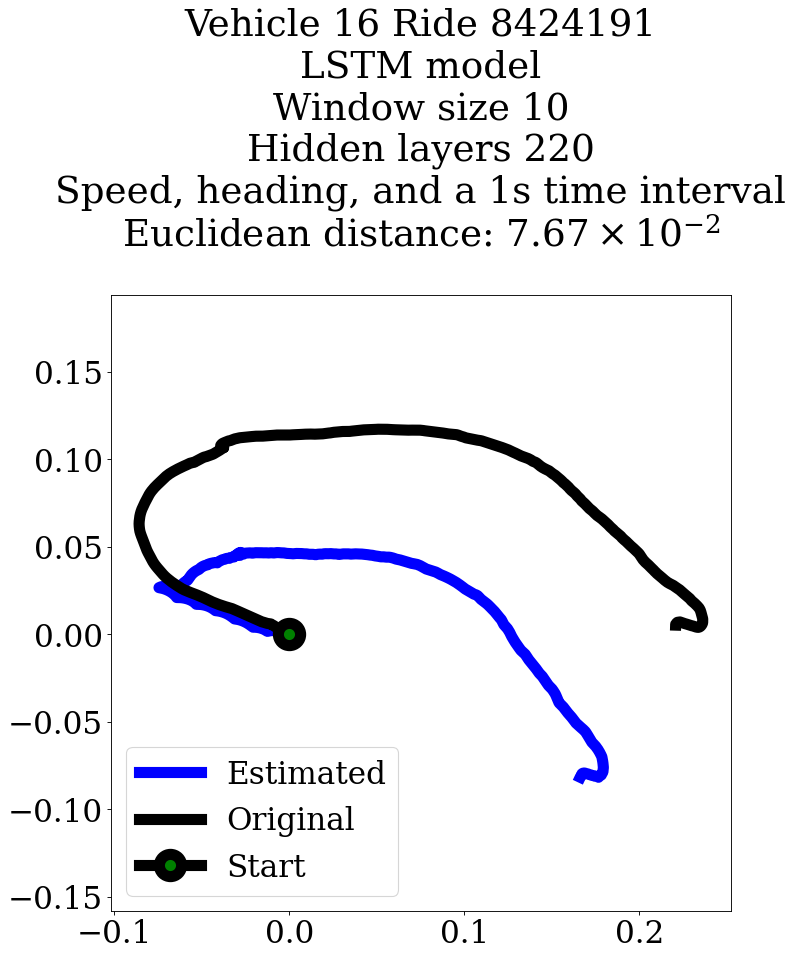 Vehicle 16 Ride 8424191
LSTM model
Window size 10
Hidden layers 220
Speed, heading, and a 1s time interval
Euclidean distance: 7.67 × 10⁻²
0.15
0.10
0.05
0.00
−0.05
−0.10
−0.15
Estimated
Original
Start
−0.1 0.0 0.1 0.2